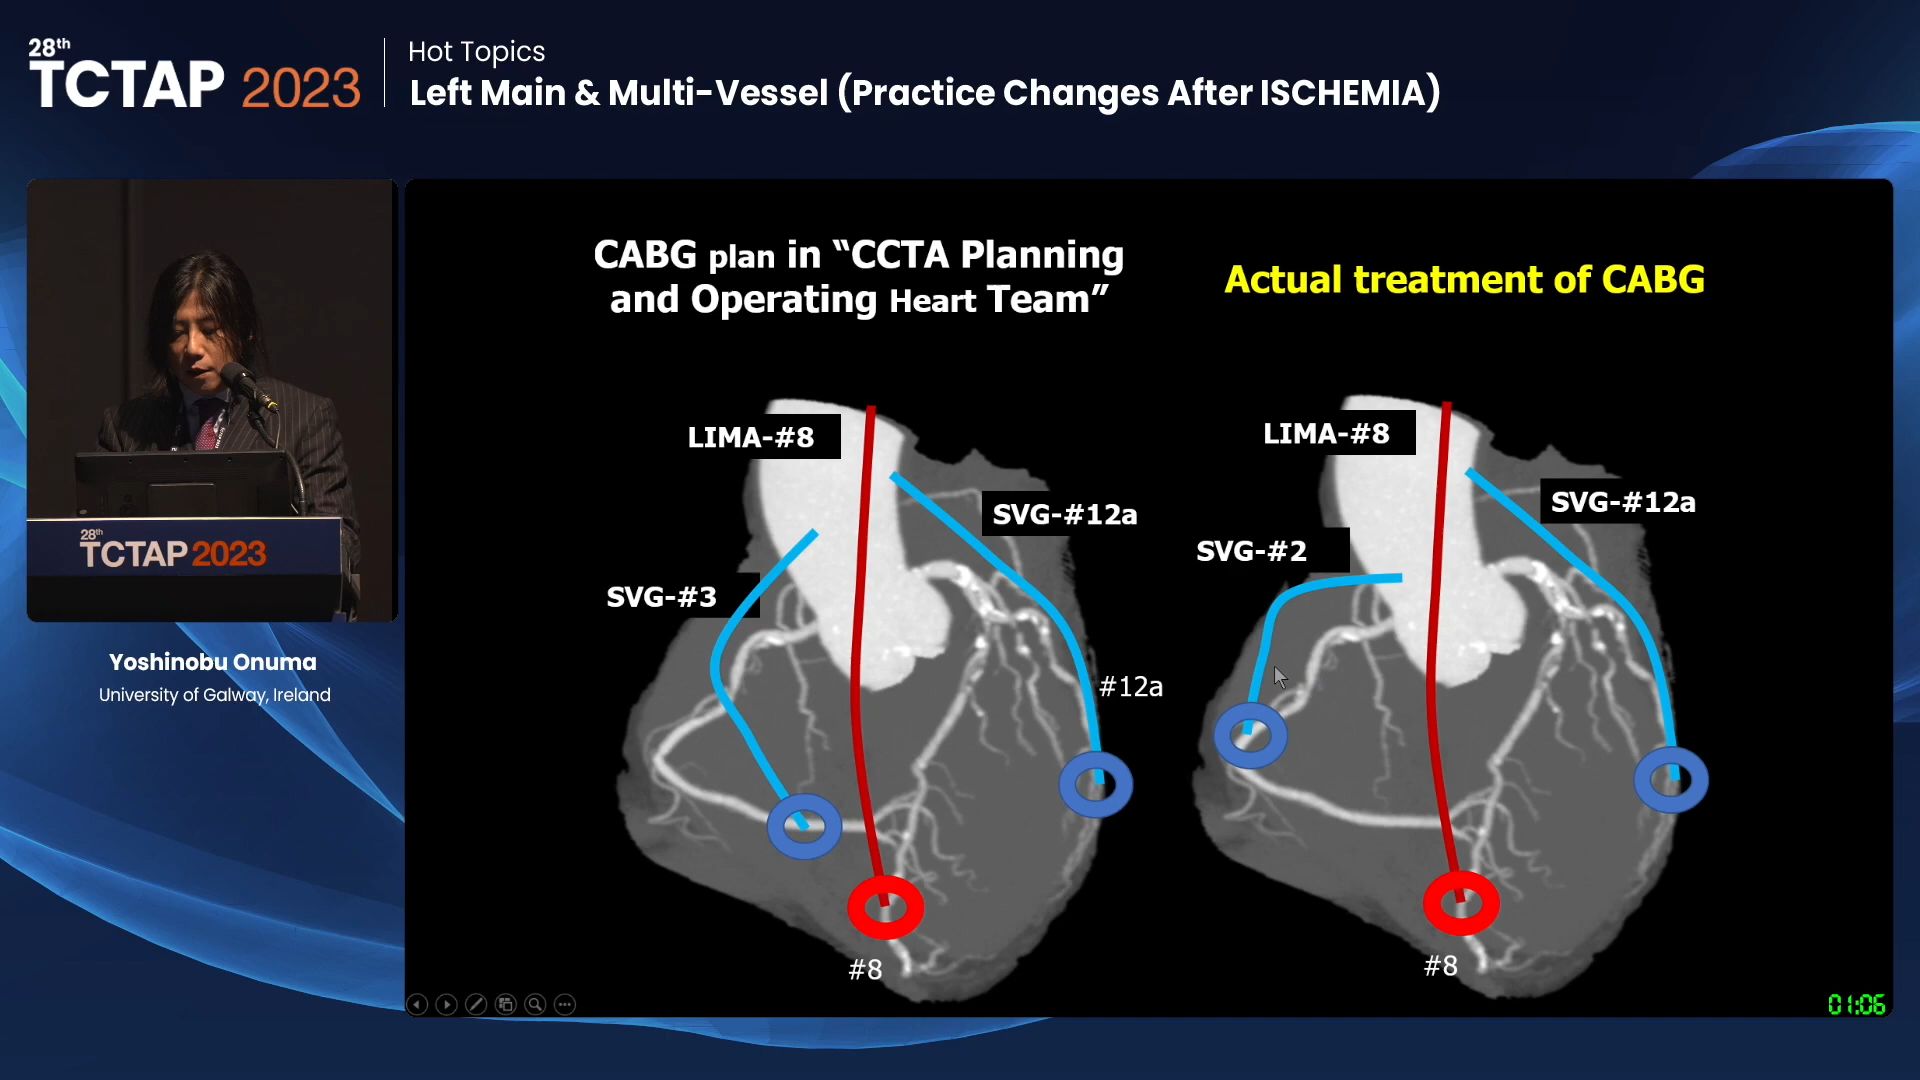 28th
TCTAP 2023
Hot Topics
Left Main & Multi-Vessel (Practice Changes After ISCHEMIA)
28th
TCTAP 2023
Yoshinobu Onuma
University of Galway, Ireland
CABG plan in “CCTA Planning
and Operating Heart Team”
LIMA-#8
SVG-#12a
SVG-#3
#12a
#8
Actual treatment of CABG
LIMA-#8
SVG-#12a
SVG-#2
#8
01:06